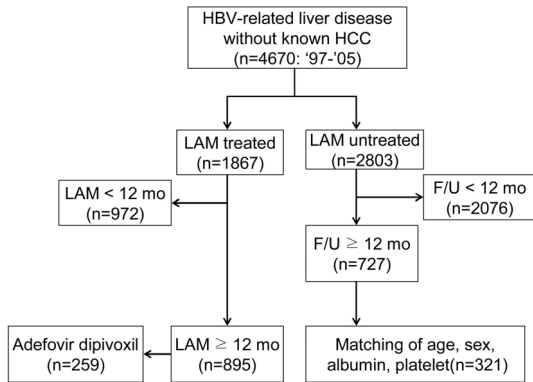 HBV-related liver disease
without known HCC
(n=4670: ‘97-’05)
LAM treated
(n=1867)
LAM untreated
(n=2803)
LAM < 12 mo
(n=972)
F/U < 12 mo
(n=2076)
F/U ≥ 12 mo
(n=727)
Adefovir dipivoxil
(n=259)
LAM ≥ 12 mo
(n=895)
Matching of age, sex,
albumin, platelet(n=321)